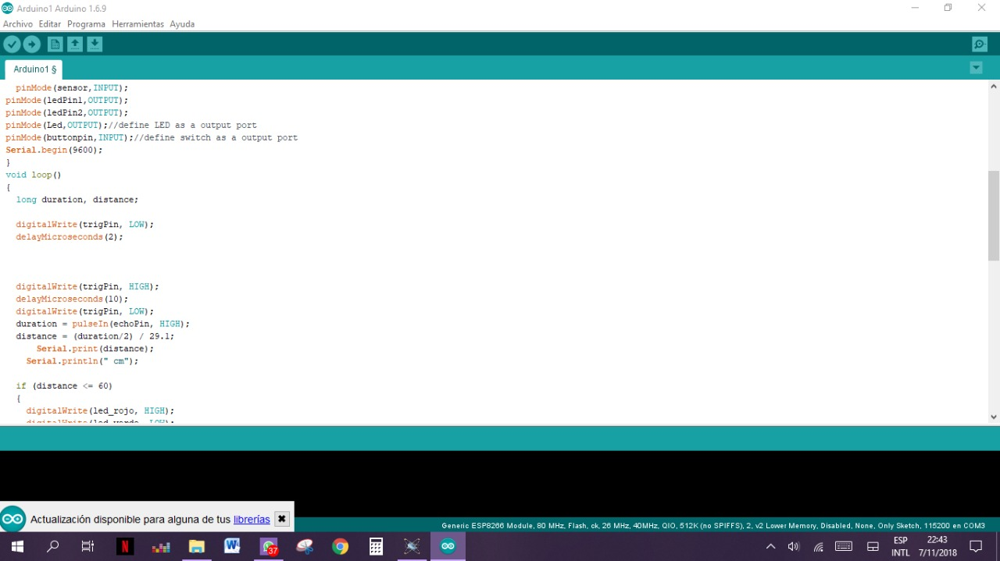 Arduino1 Arduino 1.6.9
Archivo Editar Programa Herramientas Ayuda
Arduino1 §
pinMode(sensor,INPUT);
pinMode(ledPin1,OUTPUT);
pinMode(ledPin2,OUTPUT);
pinMode(Led,OUTPUT);//define LED as a output port
pinMode(buttonpin,INPUT);//define switch as a output port
Serial.begin(9600);
}
void loop()
{
long duration, distance;
digitalWrite(trigPin, LOW);
delayMicroseconds(2);
digitalWrite(trigPin, HIGH);
delayMicroseconds(10);
digitalWrite(trigPin, LOW);
duration = pulseIn(echoPin, HIGH);
distance = (duration/2) / 29.1;
Serial.print(distance);
Serial.println(" cm");
if (distance <= 60)
{
digitalWrite(led_rojo, HIGH);
digitalWrite(led_verde, LOW);
Actualización disponible para alguna de tus librerías
Generic ESP8266 Module, 80 MHz, Flash, ck, 26 MHz, 40MHz, QIO, 512K (no SPIFFS), 2, v2 Lower Memory, Disabled, None, Only Sketch, 115200 en COM3
N
W
37
ESP
INTL
22:43
7/11/2018